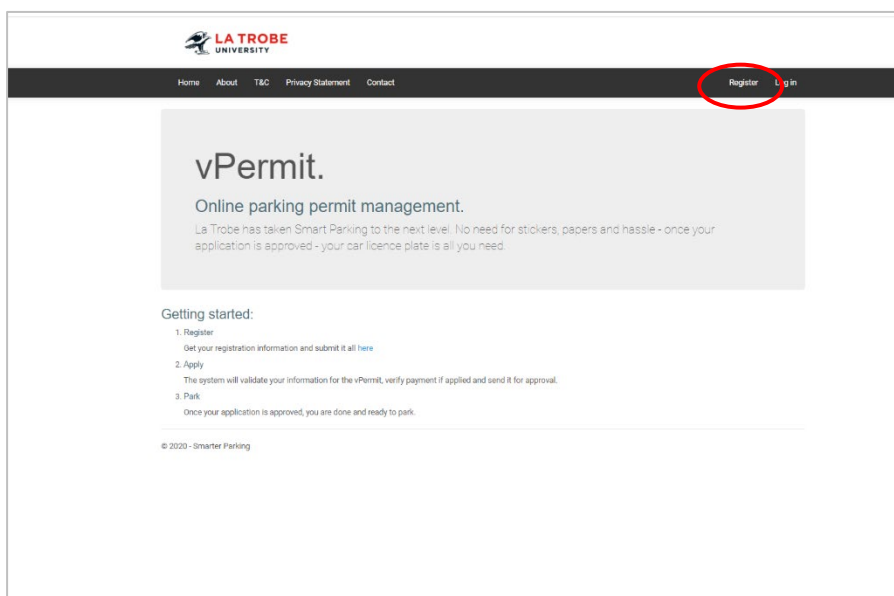 LA TROBE
UNIVERSITY
Home About T&C Privacy Statement Contact Register Log in
vPermit.
Online parking permit management.
La Trobe has taken Smart Parking to the next level. No need for stickers, papers and hassle - once your
application is approved - your car licence plate is all you need.
Getting started:
1. Register
Get your registration information and submit it all here
2. Apply
The system will validate your information for the vPermit, verify payment if applied and send it for approval.
3. Park
Once your application is approved, you are done and ready to park.
© 2020 - Smarter Parking